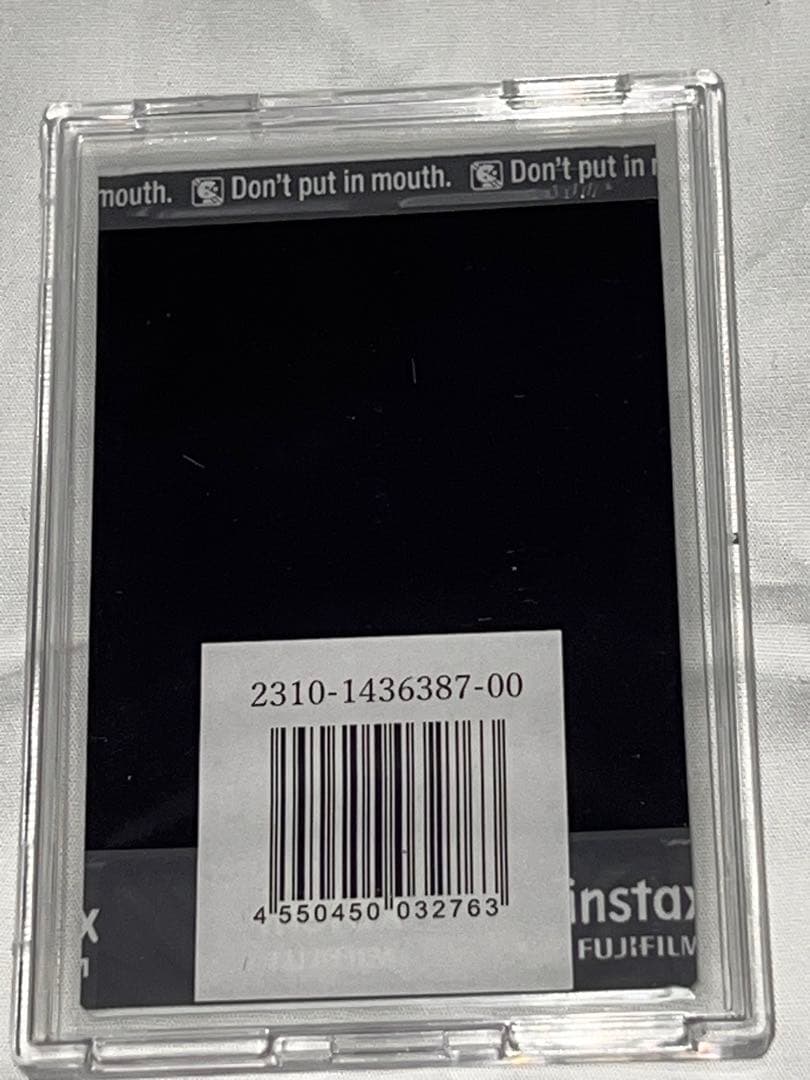 mouth. Don't put in mouth. Don't put in
2310-1436387-00
4 550450 032763
instax
FUJIFILM